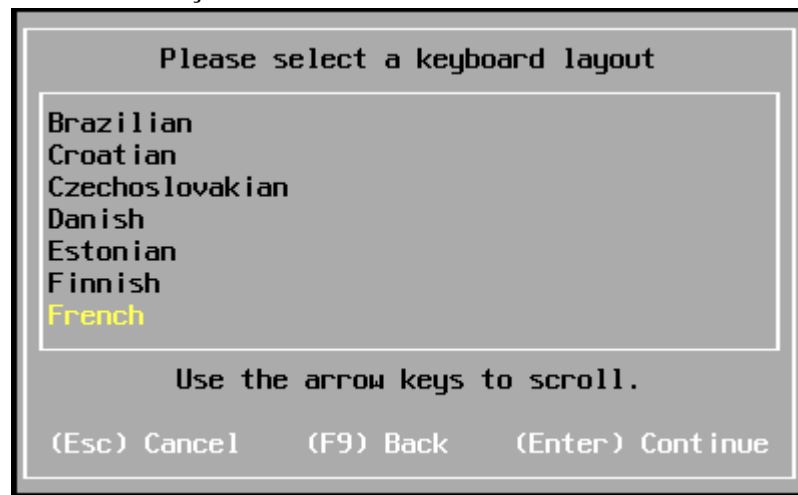 Please select a keyboard layout
Brazilian
Croatian
Czechoslovakian
Danish
Estonian
Finnish
French
Use the arrow keys to scroll.
(Esc) Cancel (F9) Back (Enter) Continue